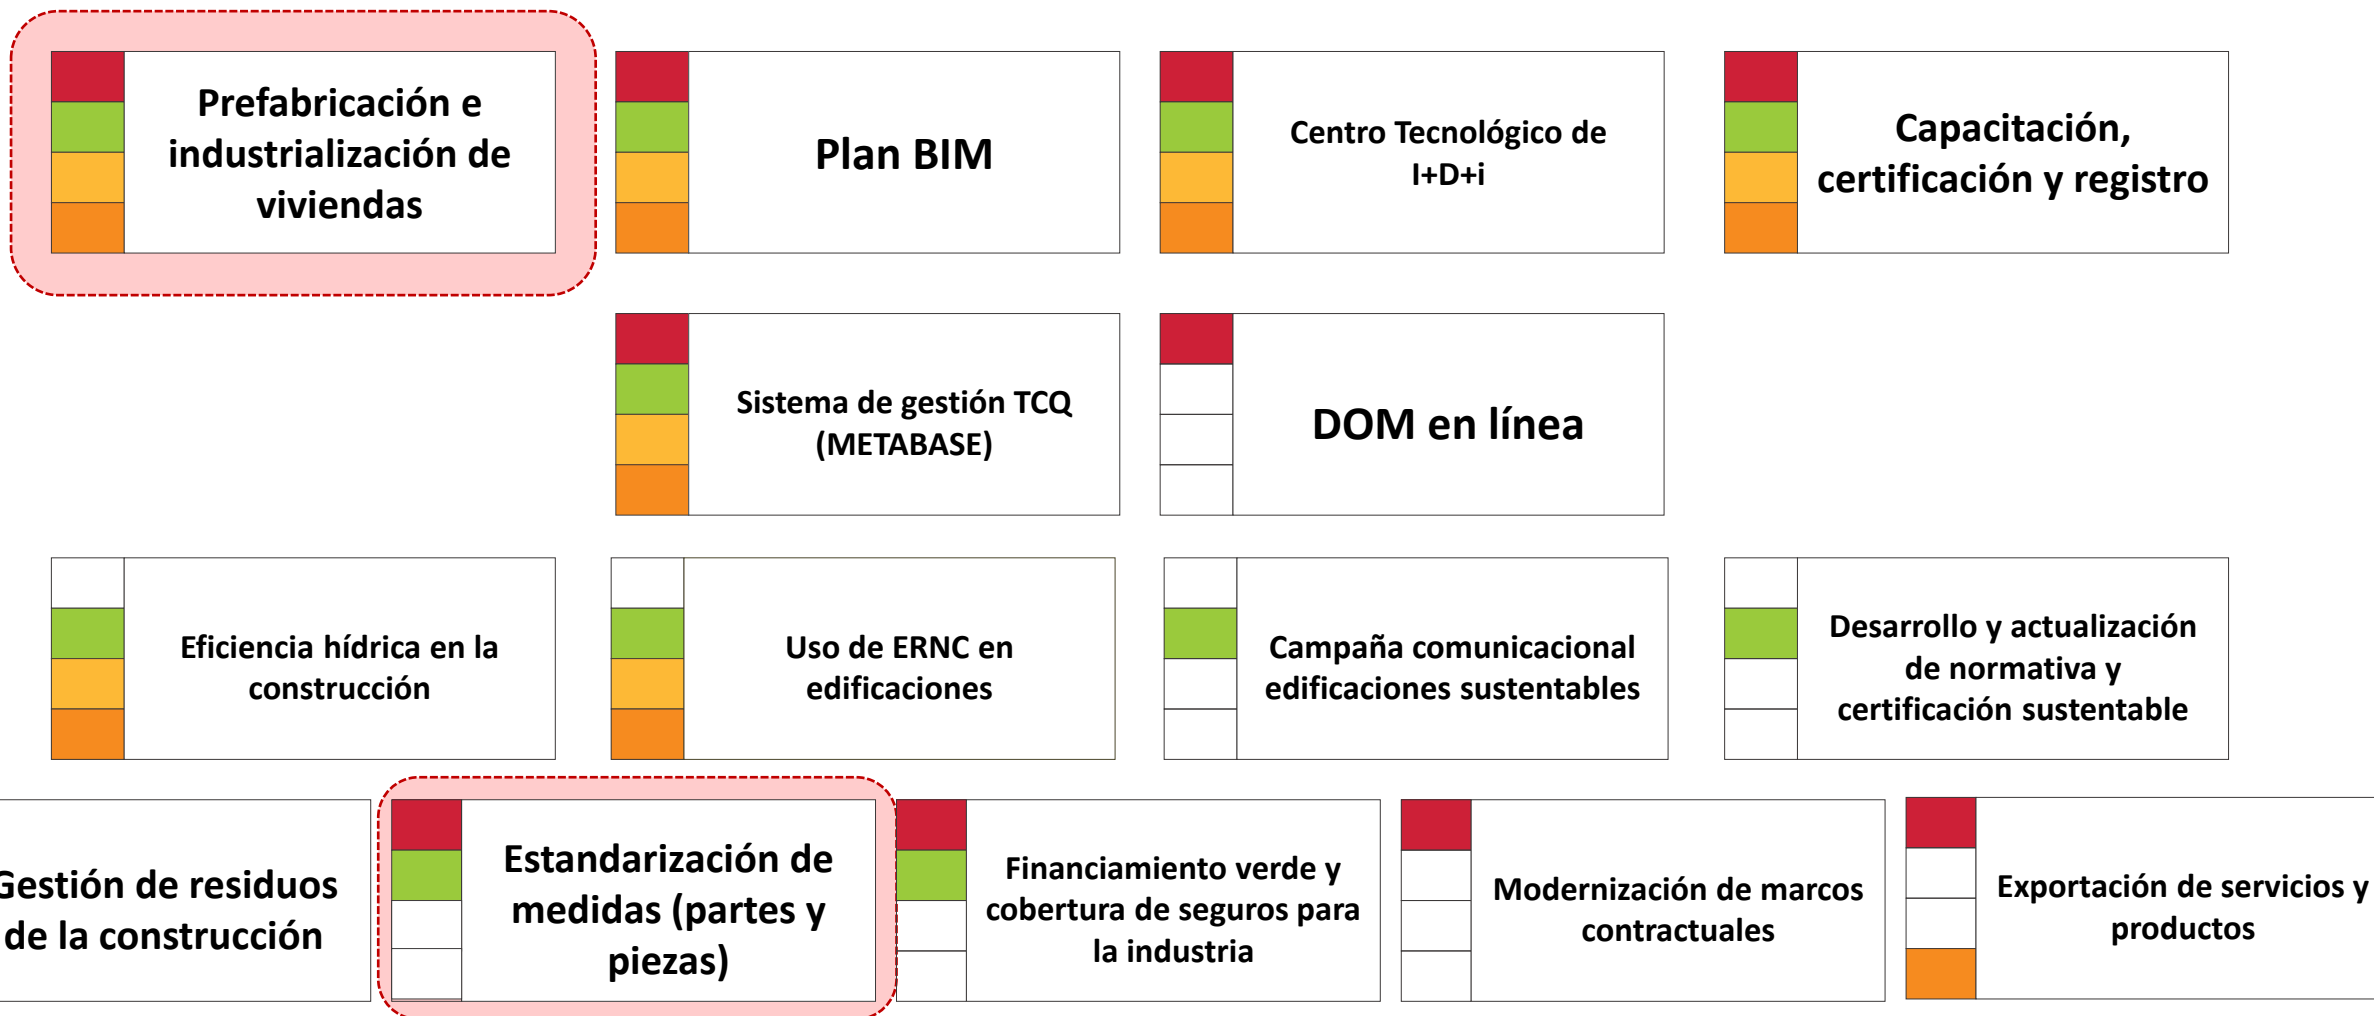 Prefabricación e
industrialización de
viviendas
Plan BIM
Centro Tecnológico de
I+D+i
Capacitación,
certificación y registro
Sistema de gestión TCQ
(METABASE)
DOM en línea
Eficiencia hídrica en la
construcción
Uso de ERNC en
edificaciones
Campaña comunicacional
edificaciones sustentables
Desarrollo y actualización
de normativa y
certificación sustentable
Gestión de residuos
de la construcción
Estandarización de
medidas (partes y
piezas)
Financiamiento verde y
cobertura de seguros para
la industria
Modernización de marcos
contractuales
Exportación de servicios y
productos